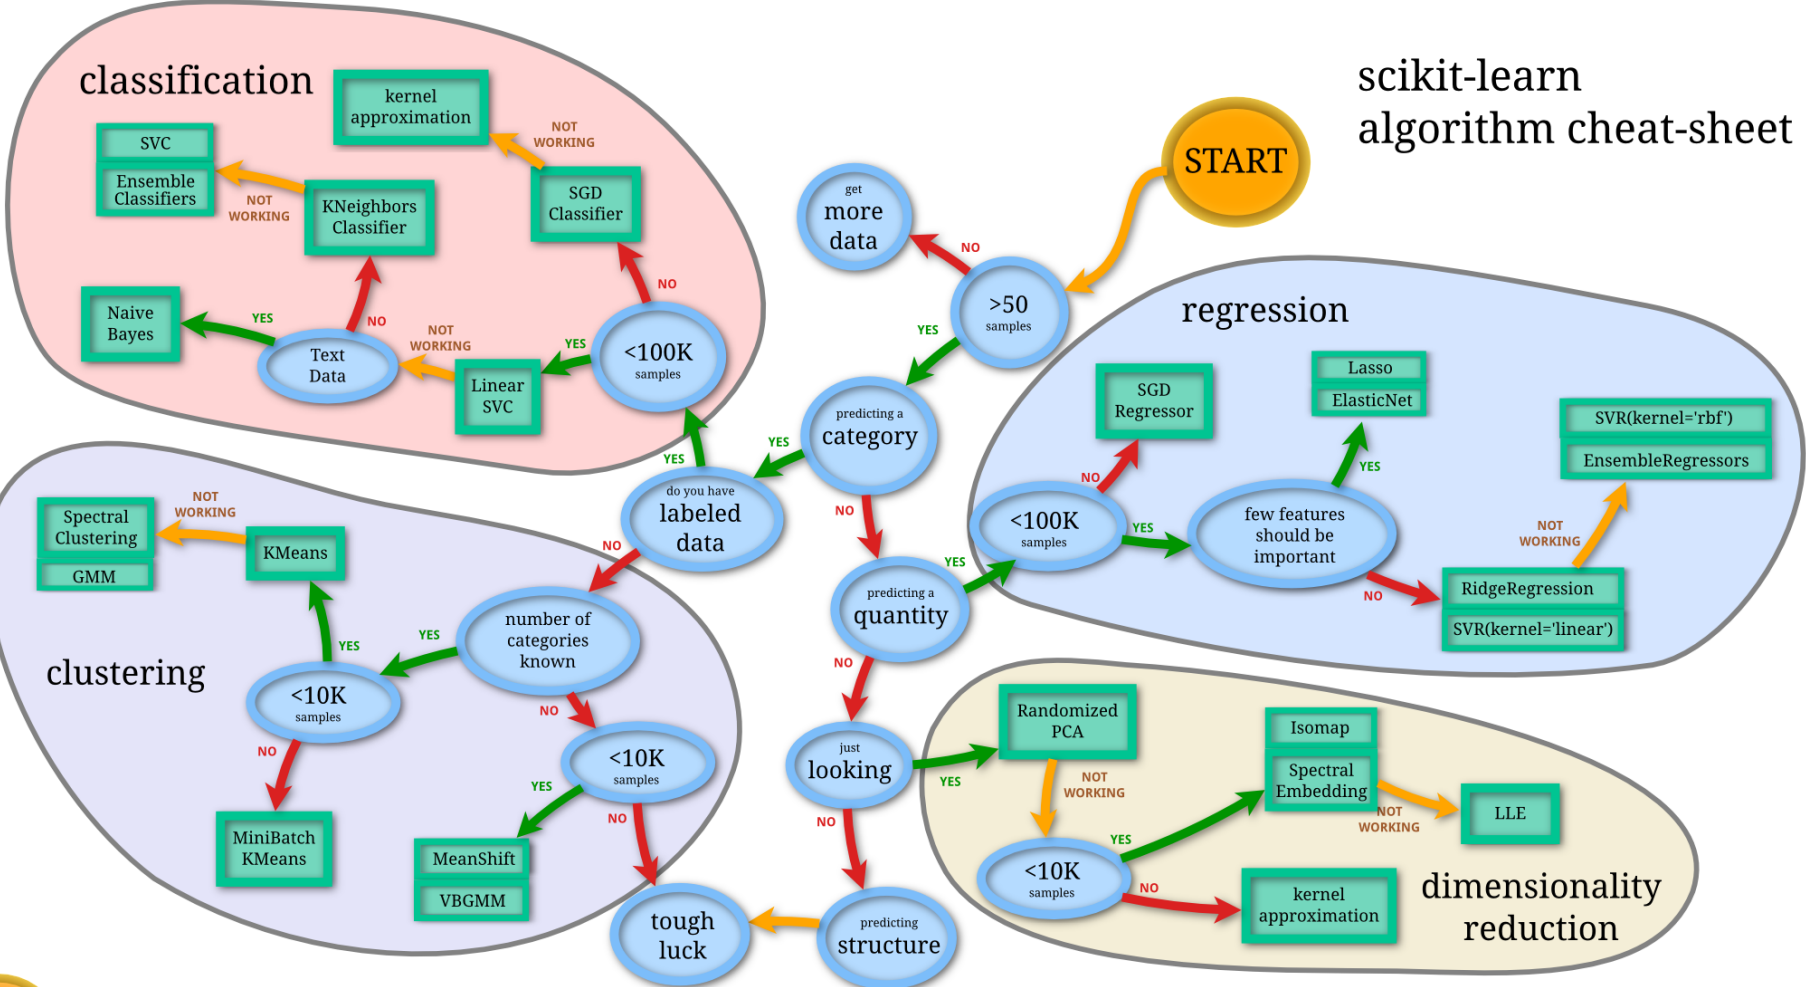 scikit-learn
algorithm cheat-sheet
START
>50
samples
NO
get
more
data
YES
predicting a
category
YES
do you have
labeled
data
NO
predicting a
quantity
YES
NO
just
looking
YES
NO
predicting
structure
tough
luck
classification
YES
<100K
samples
NO
SGD
Classifier
NOT
WORKING
kernel
approximation
YES
Linear
SVC
NOT
WORKING
Text
Data
YES
Naive
Bayes
NO
KNeighbors
Classifier
NOT
WORKING
SVC
Ensemble
Classifiers
clustering
NO
number of
categories
known
YES
<10K
samples
YES
KMeans
NOT
WORKING
Spectral
Clustering
GMM
NO
MiniBatch
KMeans
NO
<10K
samples
YES
MeanShift
VBGMM
NO
regression
<100K
samples
NO
SGD
Regressor
YES
few features
should be
important
YES
Lasso
ElasticNet
NO
RidgeRegression
SVR(kernel='linear')
NOT
WORKING
SVR(kernel='rbf')
EnsembleRegressors
dimensionality
reduction
Randomized
PCA
NOT
WORKING
<10K
samples
YES
Isomap
Spectral
Embedding
NOT
WORKING
LLE
NO
kernel
approximation